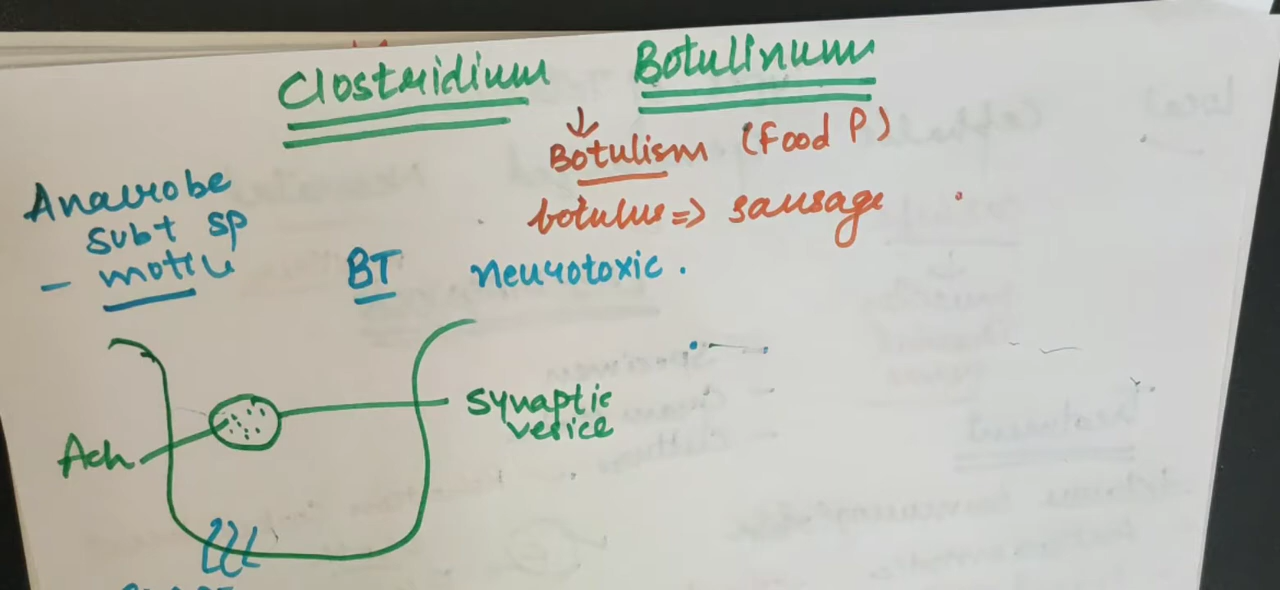 Clostridium Botulinum
↓
Botulism (Food P)
botulus => sausage
Anaerobe
subt sp
- motile
BT neurotoxic.
synaptic
vesice
Ach